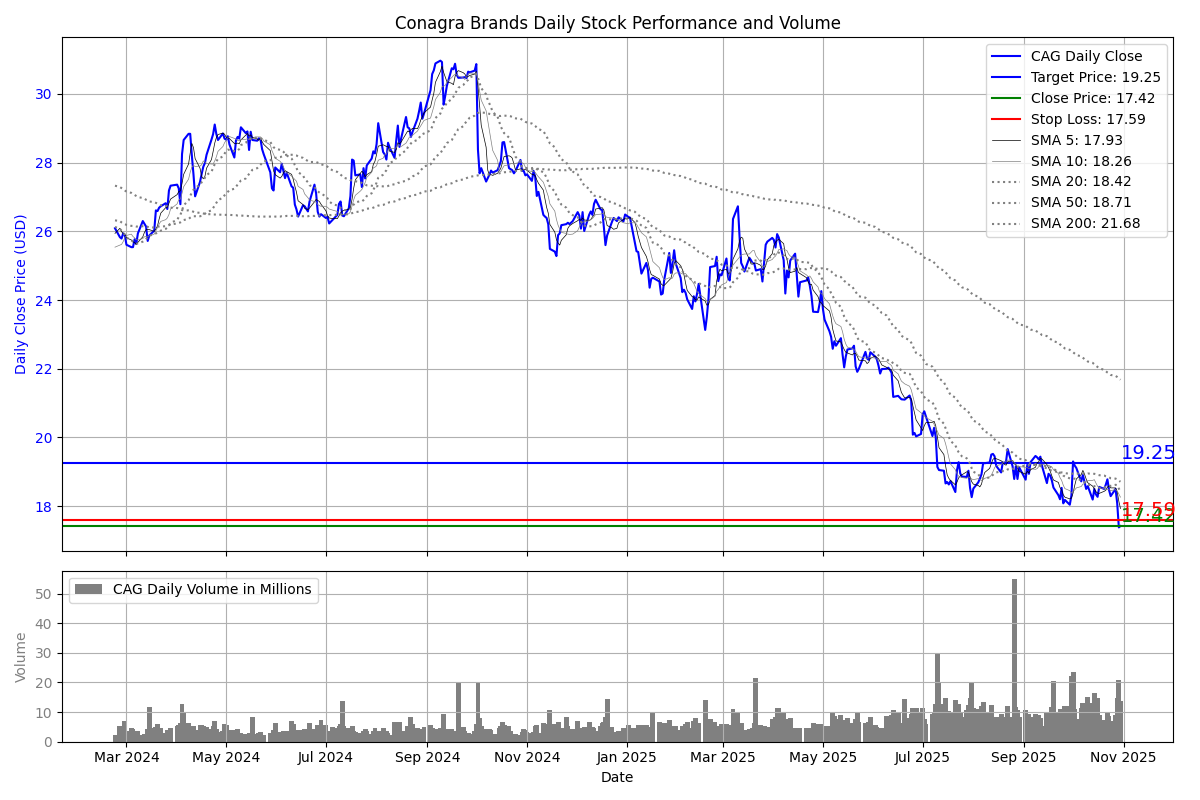 Conagra Brands Daily Stock Performance and Volume
Daily Close Price (USD)
30
28
26
24
22
20
18
CAG Daily Close
Target Price: 19.25
Close Price: 17.42
Stop Loss: 17.59
SMA 5: 17.93
SMA 10: 18.26
SMA 20: 18.42
SMA 50: 18.71
SMA 200: 21.68
19.25
17.59
17.42
CAG Daily Volume in Millions
Volume
50
40
30
20
10
0
Mar 2024 May 2024 Jul 2024 Sep 2024 Nov 2024 Jan 2025 Mar 2025 May 2025 Jul 2025 Sep 2025 Nov 2025
Date